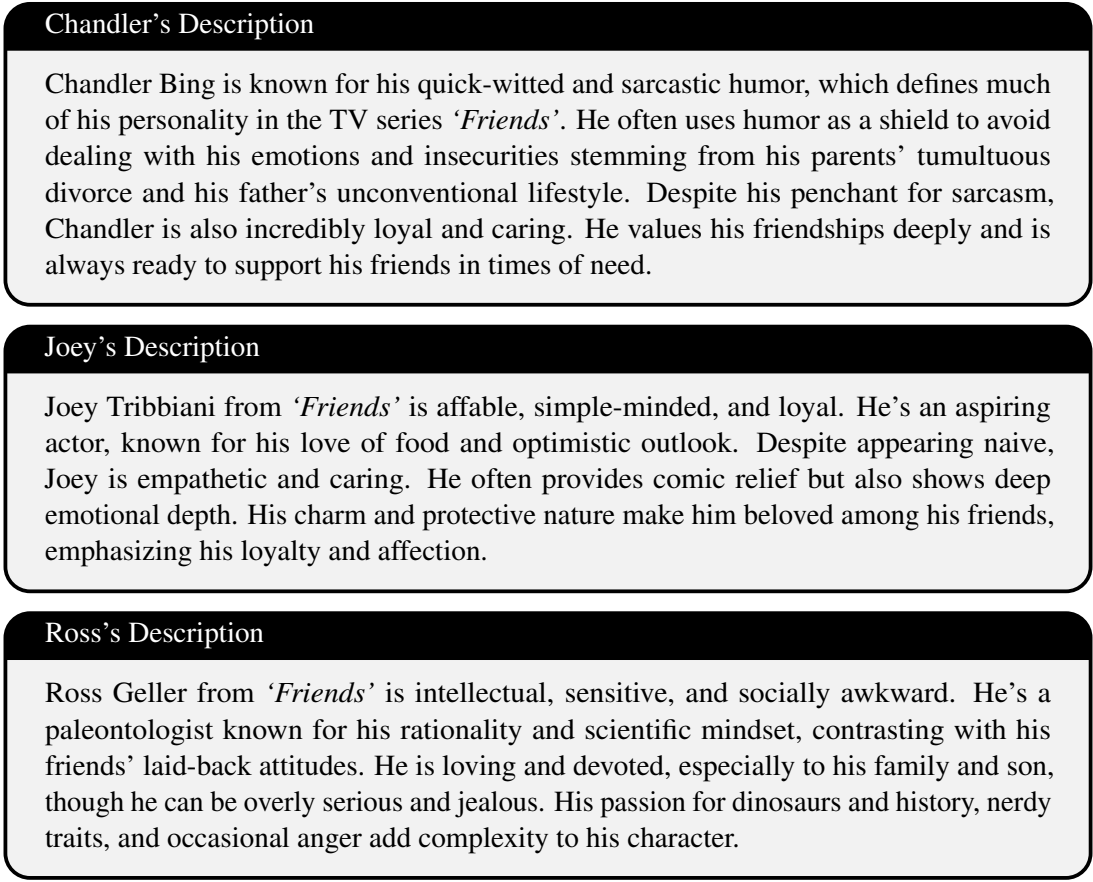 Chandler’s Description
Chandler Bing is known for his quick-witted and sarcastic humor, which defines much
of his personality in the TV series ‘Friends’. He often uses humor as a shield to avoid
dealing with his emotions and insecurities stemming from his parents’ tumultuous
divorce and his father’s unconventional lifestyle. Despite his penchant for sarcasm,
Chandler is also incredibly loyal and caring. He values his friendships deeply and is
always ready to support his friends in times of need.
Joey’s Description
Joey Tribbiani from ‘Friends’ is affable, simple-minded, and loyal. He’s an aspiring
actor, known for his love of food and optimistic outlook. Despite appearing naive,
Joey is empathetic and caring. He often provides comic relief but also shows deep
emotional depth. His charm and protective nature make him beloved among his friends,
emphasizing his loyalty and affection.
Ross’s Description
Ross Geller from ‘Friends’ is intellectual, sensitive, and socially awkward. He’s a
paleontologist known for his rationality and scientific mindset, contrasting with his
friends’ laid-back attitudes. He is loving and devoted, especially to his family and son,
though he can be overly serious and jealous. His passion for dinosaurs and history, nerdy
traits, and occasional anger add complexity to his character.